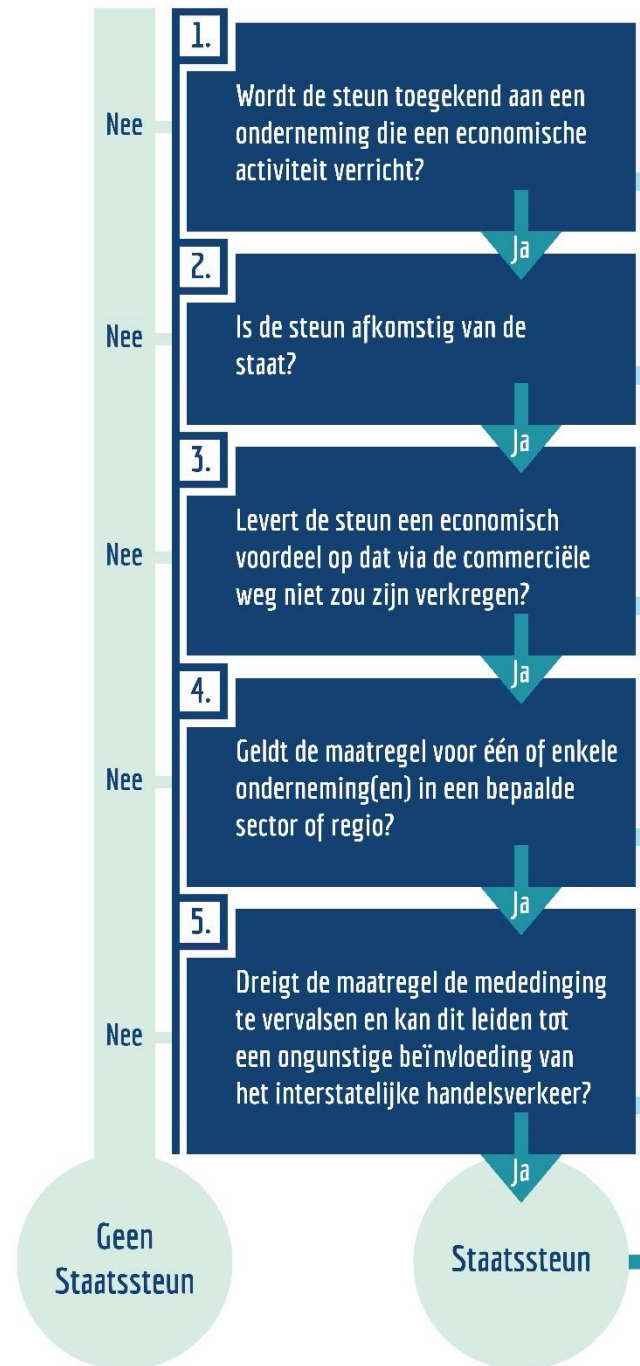 1.
Wordt de steun toegekend aan een
onderneming die een economische
activiteit verricht?
Nee
Ja
2.
Is de steun afkomstig van de
staat?
Nee
Ja
3.
Levert de steun een economisch
voordeel op dat via de commerciële
weg niet zou zijn verkregen?
Nee
Ja
4.
Geldt de maatregel voor één of enkele
onderneming(en) in een bepaalde
sector of regio?
Nee
Ja
5.
Dreigt de maatregel de mededinging
te vervalsen en kan dit leiden tot
een ongunstige beïnvloeding van
het interstatelijke handelsverkeer?
Nee
Ja
Geen
Staatssteun
Staatssteun